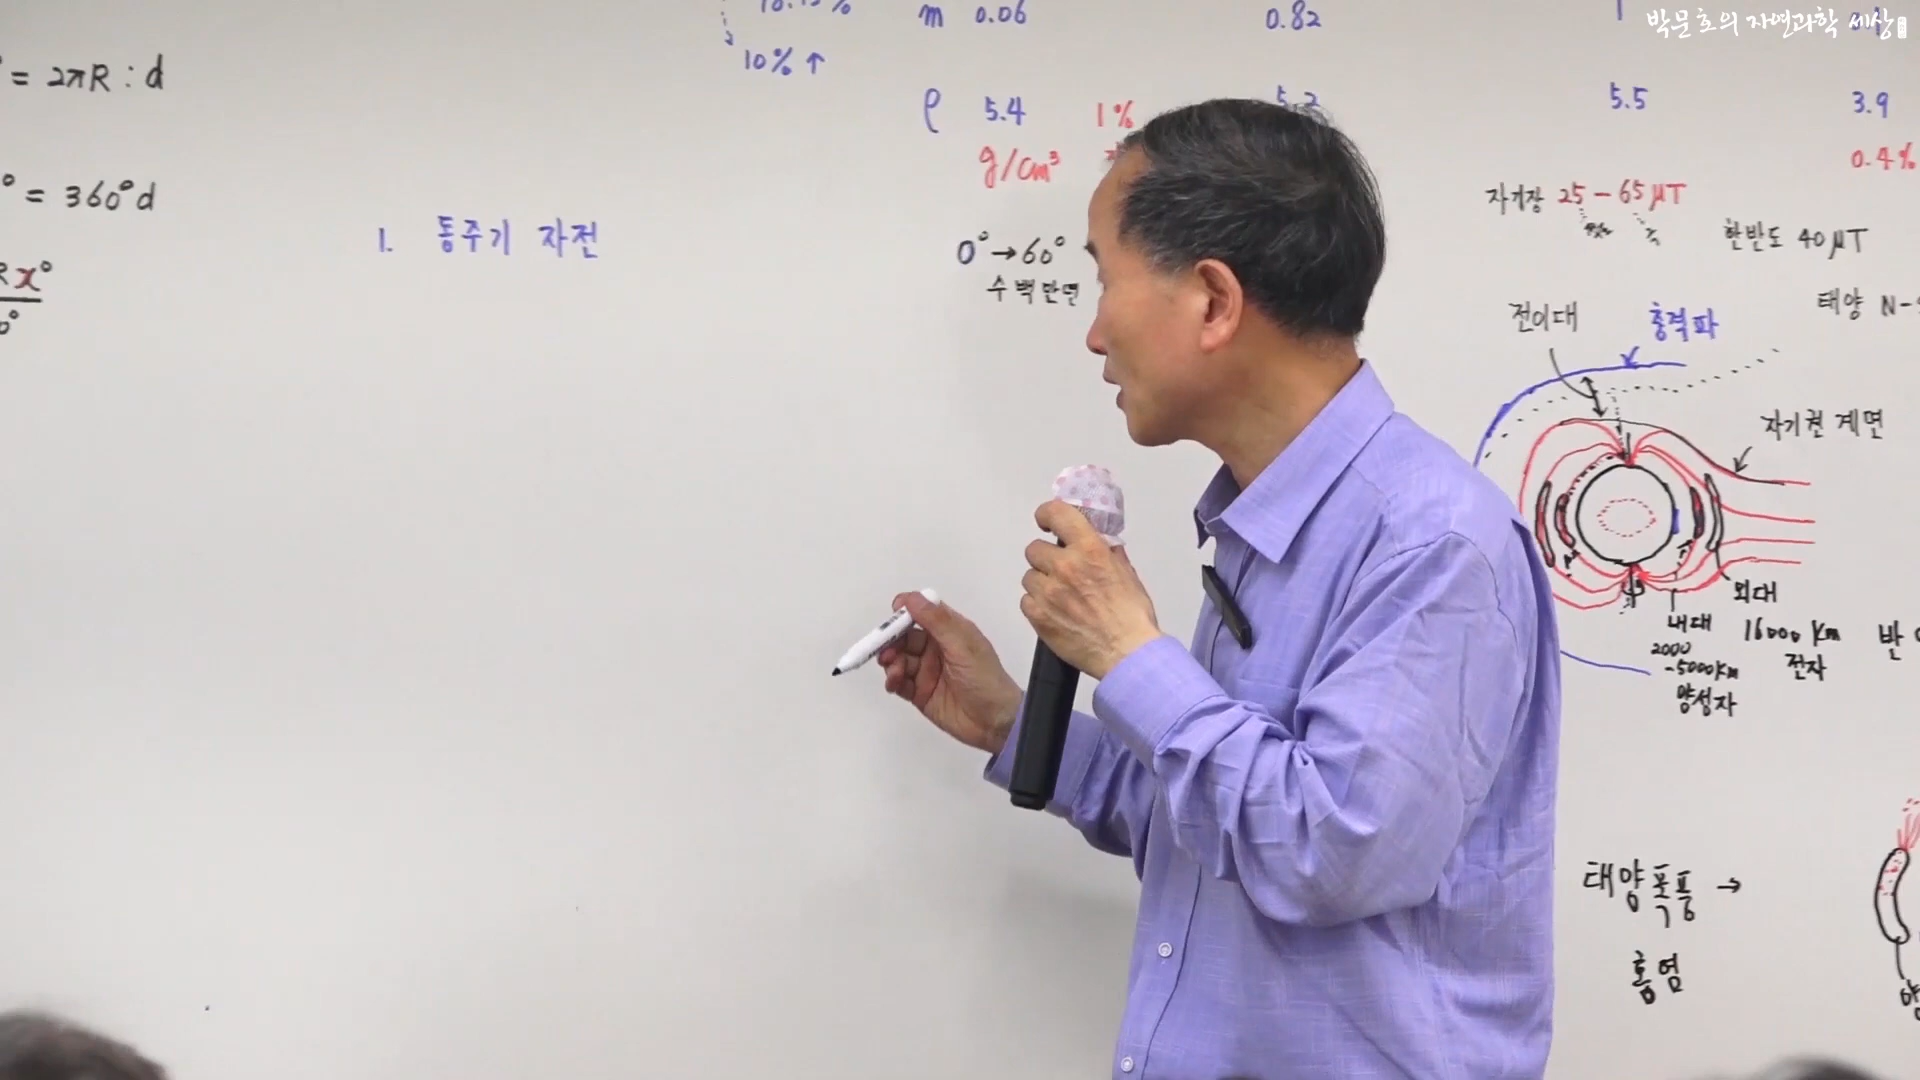 박문호의 자연과학 세상
= 2πR : d
° = 360°d
x°
1. 통주기 자전
10% ↑
m 0.06 0.82
ρ 5.4 1% 5.5 3.9
g/cm³ 0.4%
0° → 60°
수백만년
자기장 25 - 65 μT
한반도 40 μT
태양 N-
전이대 충격파
자기권 계면
외대
내대 16000 km
2000 전자
-5000km
양성자
태양폭풍 →
홍염